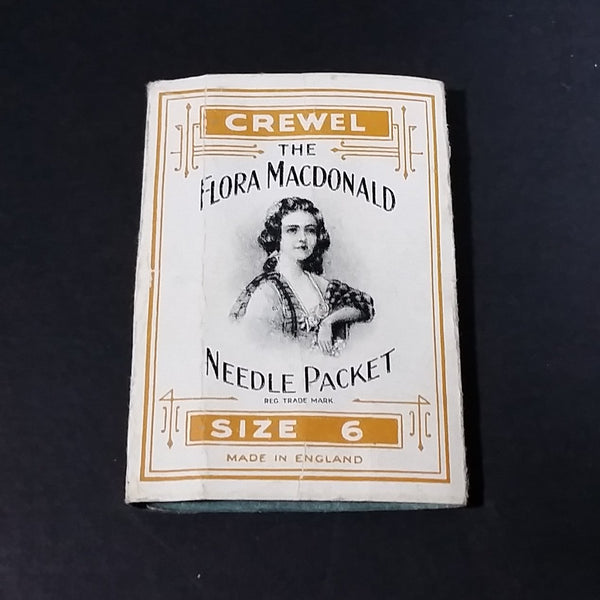 CREWEL
THE
FLORA MACDONALD
NEEDLE PACKET
REG. TRADE MARK
SIZE 6
MADE IN ENGLAND